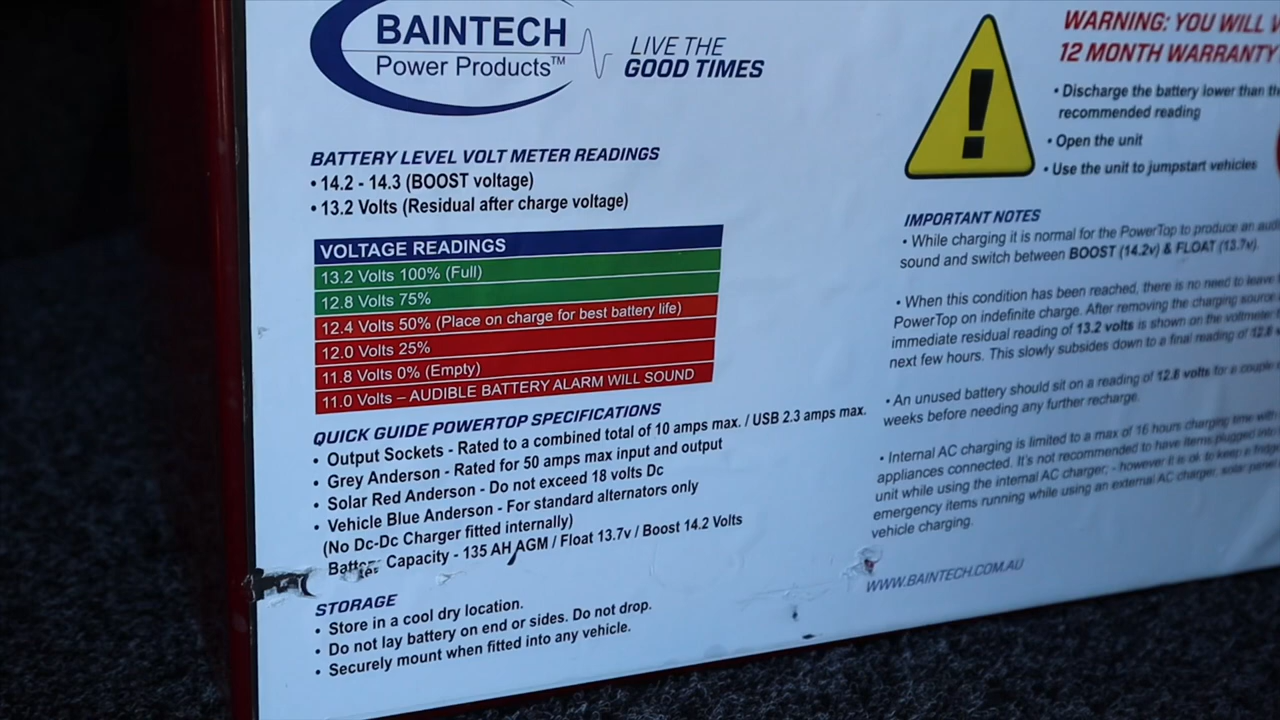 BAINTECH
Power Products™
LIVE THE
GOOD TIMES
BATTERY LEVEL VOLT METER READINGS
• 14.2 - 14.3 (BOOST voltage)
• 13.2 Volts (Residual after charge voltage)
VOLTAGE READINGS
13.2 Volts 100% (Full)
12.8 Volts 75%
12.4 Volts 50% (Place on charge for best battery life)
12.0 Volts 25%
11.8 Volts 0% (Empty)
11.0 Volts – AUDIBLE BATTERY ALARM WILL SOUND
QUICK GUIDE POWERTOP SPECIFICATIONS
• Output Sockets - Rated to a combined total of 10 amps max. / USB 2.3 amps max.
• Grey Anderson - Rated for 50 amps max input and output
• Solar Red Anderson - Do not exceed 18 volts Dc
• Vehicle Blue Anderson - For standard alternators only
(No Dc-Dc Charger fitted internally)
Capacity - 135 AH AGM / Float 13.7v / Boost 14.2 Volts
STORAGE
• Store in a cool dry location.
• Do not lay battery on end or sides. Do not drop.
• Securely mount when fitted into any vehicle.
WARNING: YOU WILL
12 MONTH WARRANTY
• Discharge the battery lower than
recommended reading
• Open the unit
• Use the unit to jumpstart vehicles
IMPORTANT NOTES
• While charging it is normal for the PowerTop to produce an
sound and switch between BOOST (14.2v) & FLOAT (13.7v).
• When this condition has been reached, there is no need to leave
PowerTop on indefinite charge. After removing the charging source
immediate residual reading of 13.2 volts is shown on the voltmeter
next few hours. This slowly subsides down to a final reading of 12.8
• An unused battery should sit on a reading of 12.8 volts for a couple
weeks before needing any further recharge.
• Internal AC charging is limited to a max of 16 hours charging time with
appliances connected. It's not recommended to have items plugged into
unit while using the internal AC charger; - however it is ok to keep a fridge
emergency items running while using an external AC charger, solar panel
vehicle charging.
WWW.BAINTECH.COM.AU